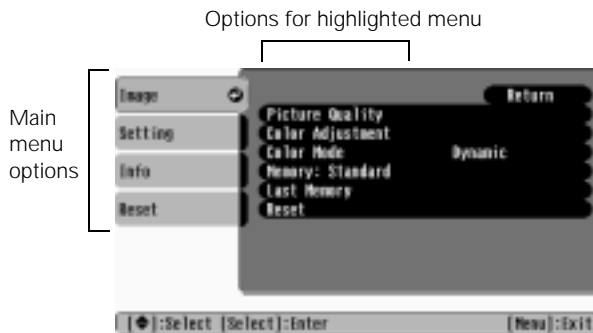 Options for highlighted menu
Main
menu
options
Image
Setting
Info
Reset
Return
Picture Quality
Color Adjustment
Color Mode Dynamic
Memory: Standard
Last Memory
Reset
[◆]:Select [Select]:Enter [Menu]:Exit